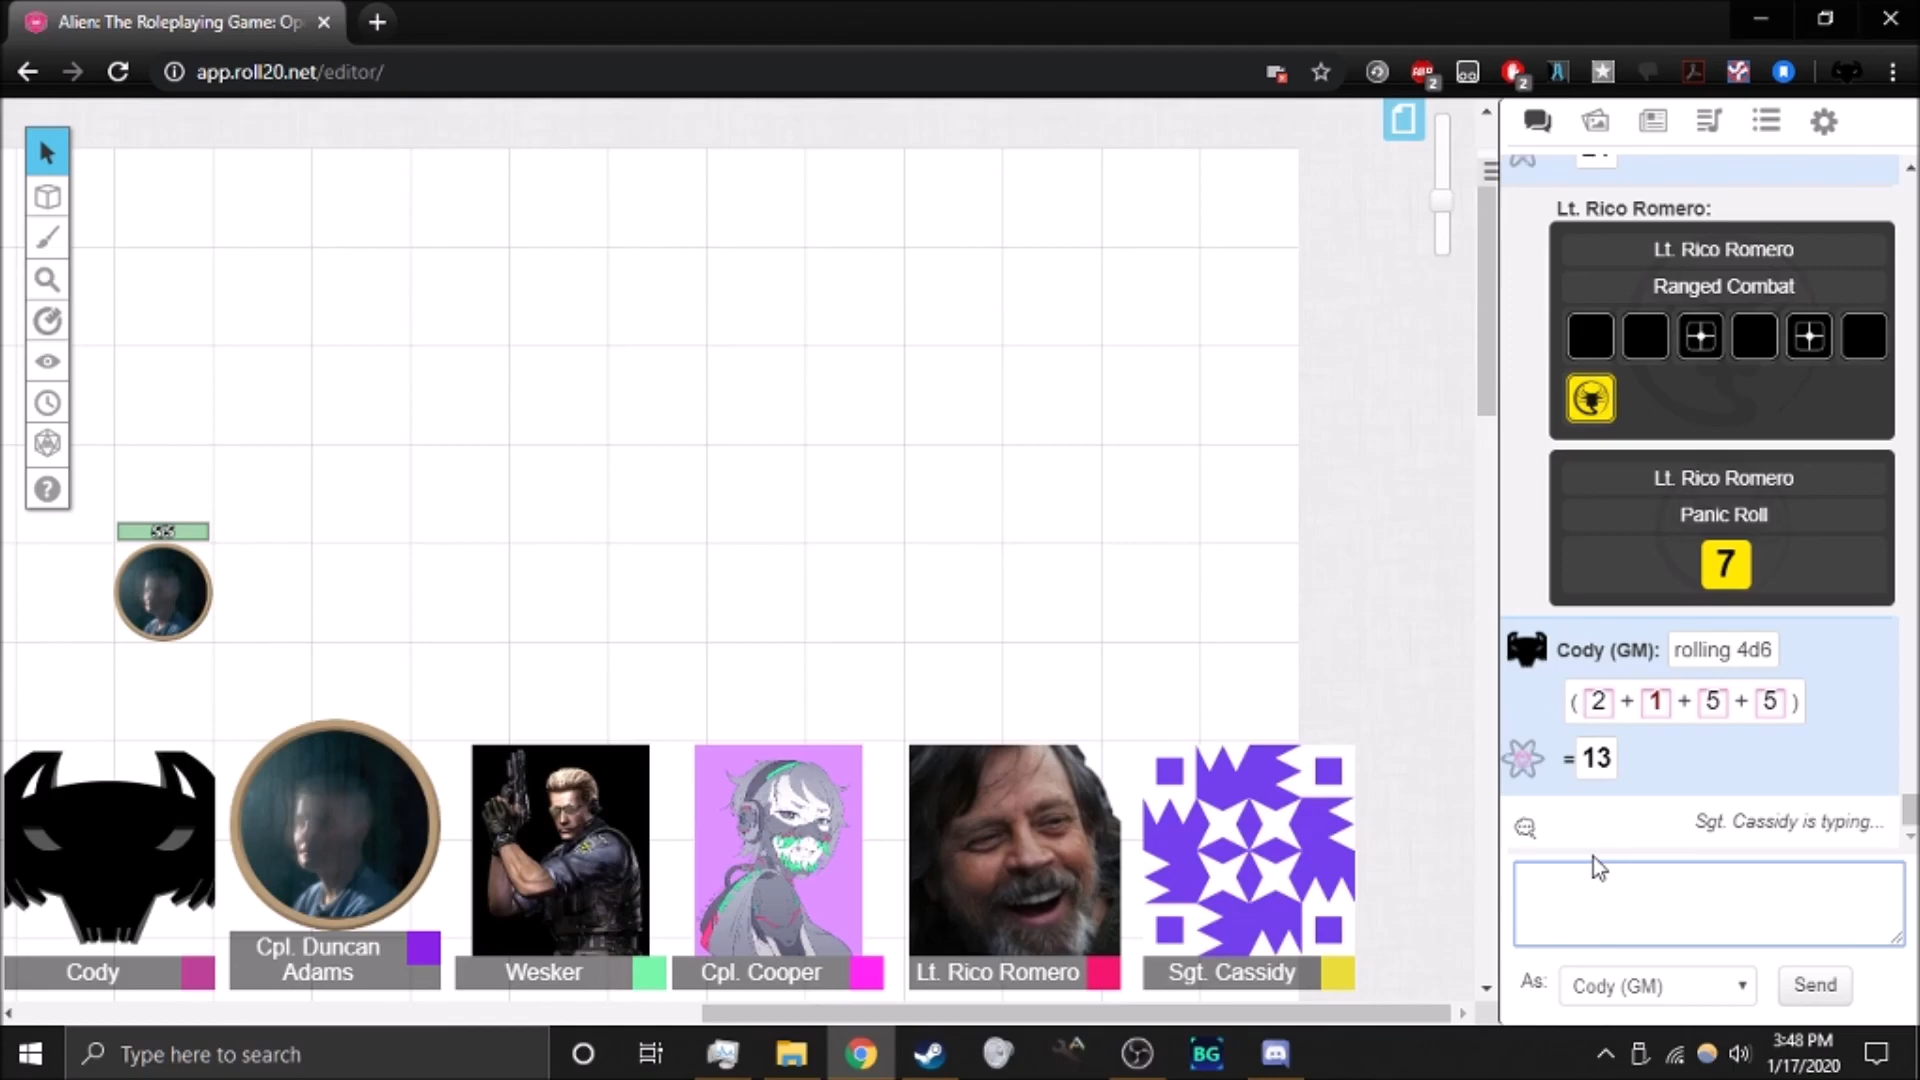 Alien: The Roleplaying Game: Op
app.roll20.net/editor/
2
2
Lt. Rico Romero:
Lt. Rico Romero
Ranged Combat
Lt. Rico Romero
Panic Roll
7
Cody (GM): rolling 4d6
( 2 + 1 + 5 + 5 )
= 13
Sgt. Cassidy is typing...
Cody
Cpl. Duncan
Adams
Wesker
Cpl. Cooper
Lt. Rico Romero
Sgt. Cassidy
As: Cody (GM) Send
Type here to search
BG
3:48 PM
1/17/2020